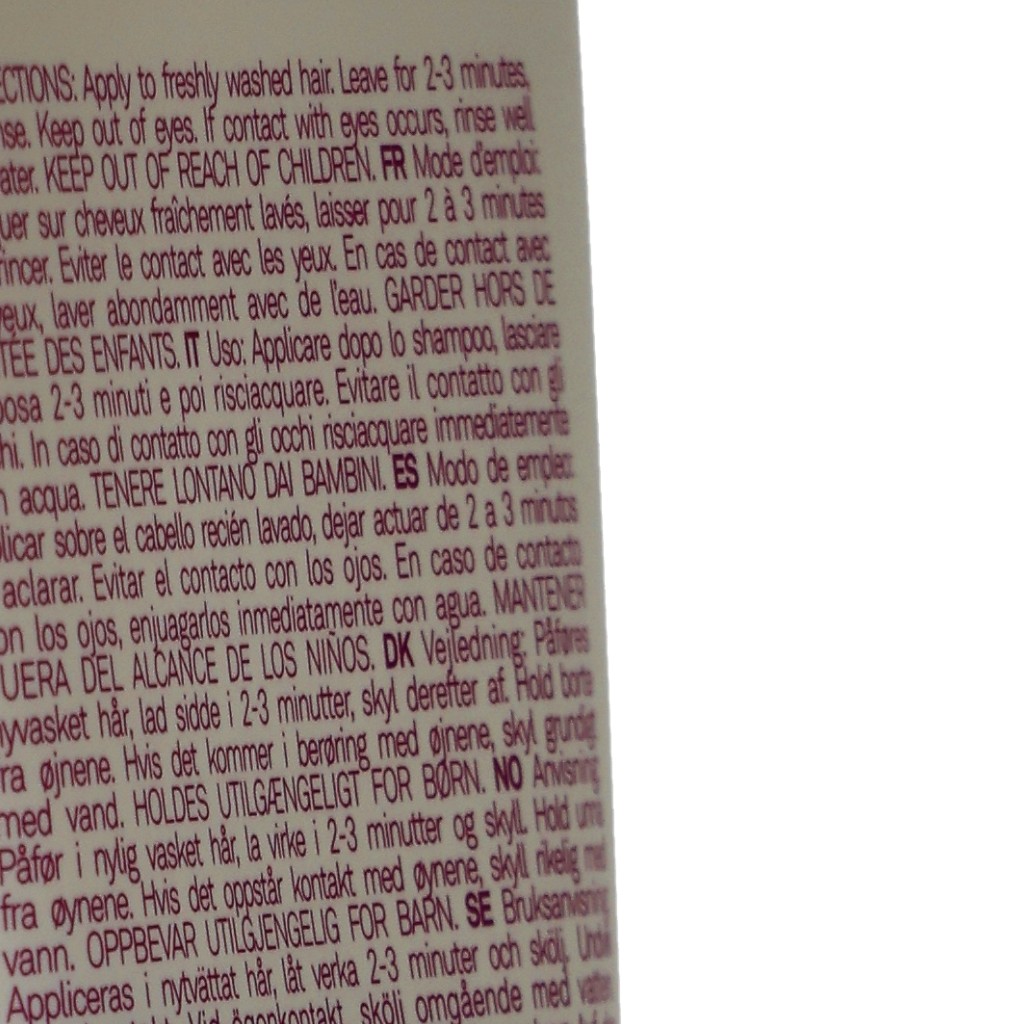 ECTIONS: Apply to freshly washed hair. Leave for 2-3 minutes,
nse. Keep out of eyes. If contact with eyes occurs, rinse well
ater. KEEP OUT OF REACH OF CHILDREN. FR Mode d'emploi:
quer sur cheveux fraîchement lavés, laisser pour 2 à 3 minutes
rincer. Eviter le contact avec les yeux. En cas de contact avec
yeux, laver abondamment avec de l'eau. GARDER HORS DE
TÉE DES ENFANTS. IT Uso: Applicare dopo lo shampoo, lasciare
posa 2-3 minuti e poi risciacquare. Evitare il contatto con gli
hi. In caso di contatto con gli occhi risciacquare immediatemente
n acqua. TENERE LONTANO DAI BAMBINI. ES Modo de empleo:
licar sobre el cabello recién lavado, dejar actuar de 2 a 3 minutos
aclarar. Evitar el contacto con los ojos. En caso de contacto
on los ojos, enjuagarlos inmediatamente con agua. MANTENER
UERA DEL ALCANCE DE LOS NIÑOS. DK Vejledning: Påføres
nyvasket hår, lad sidde i 2-3 minutter, skyl derefter af. Hold borte
ra øjnene. Hvis det kommer i berøring med øjnene, skyl grundigt
med vand. HOLDES UTILGÆNGELIGT FOR BØRN. NO Anvisning
Påfør i nylig vasket hår, la virke i 2-3 minutter og skyll. Hold unna
fra øynene. Hvis det oppstår kontakt med øynene, skyll rikelig med
vann. OPPBEVAR UTILGJENGELIG FOR BARN. SE Bruksanvisning
Appliceras i nytvättat hår, låt verka 2-3 minuter och skölj.
Vid ögonkontakt, skölj omgående med vatten